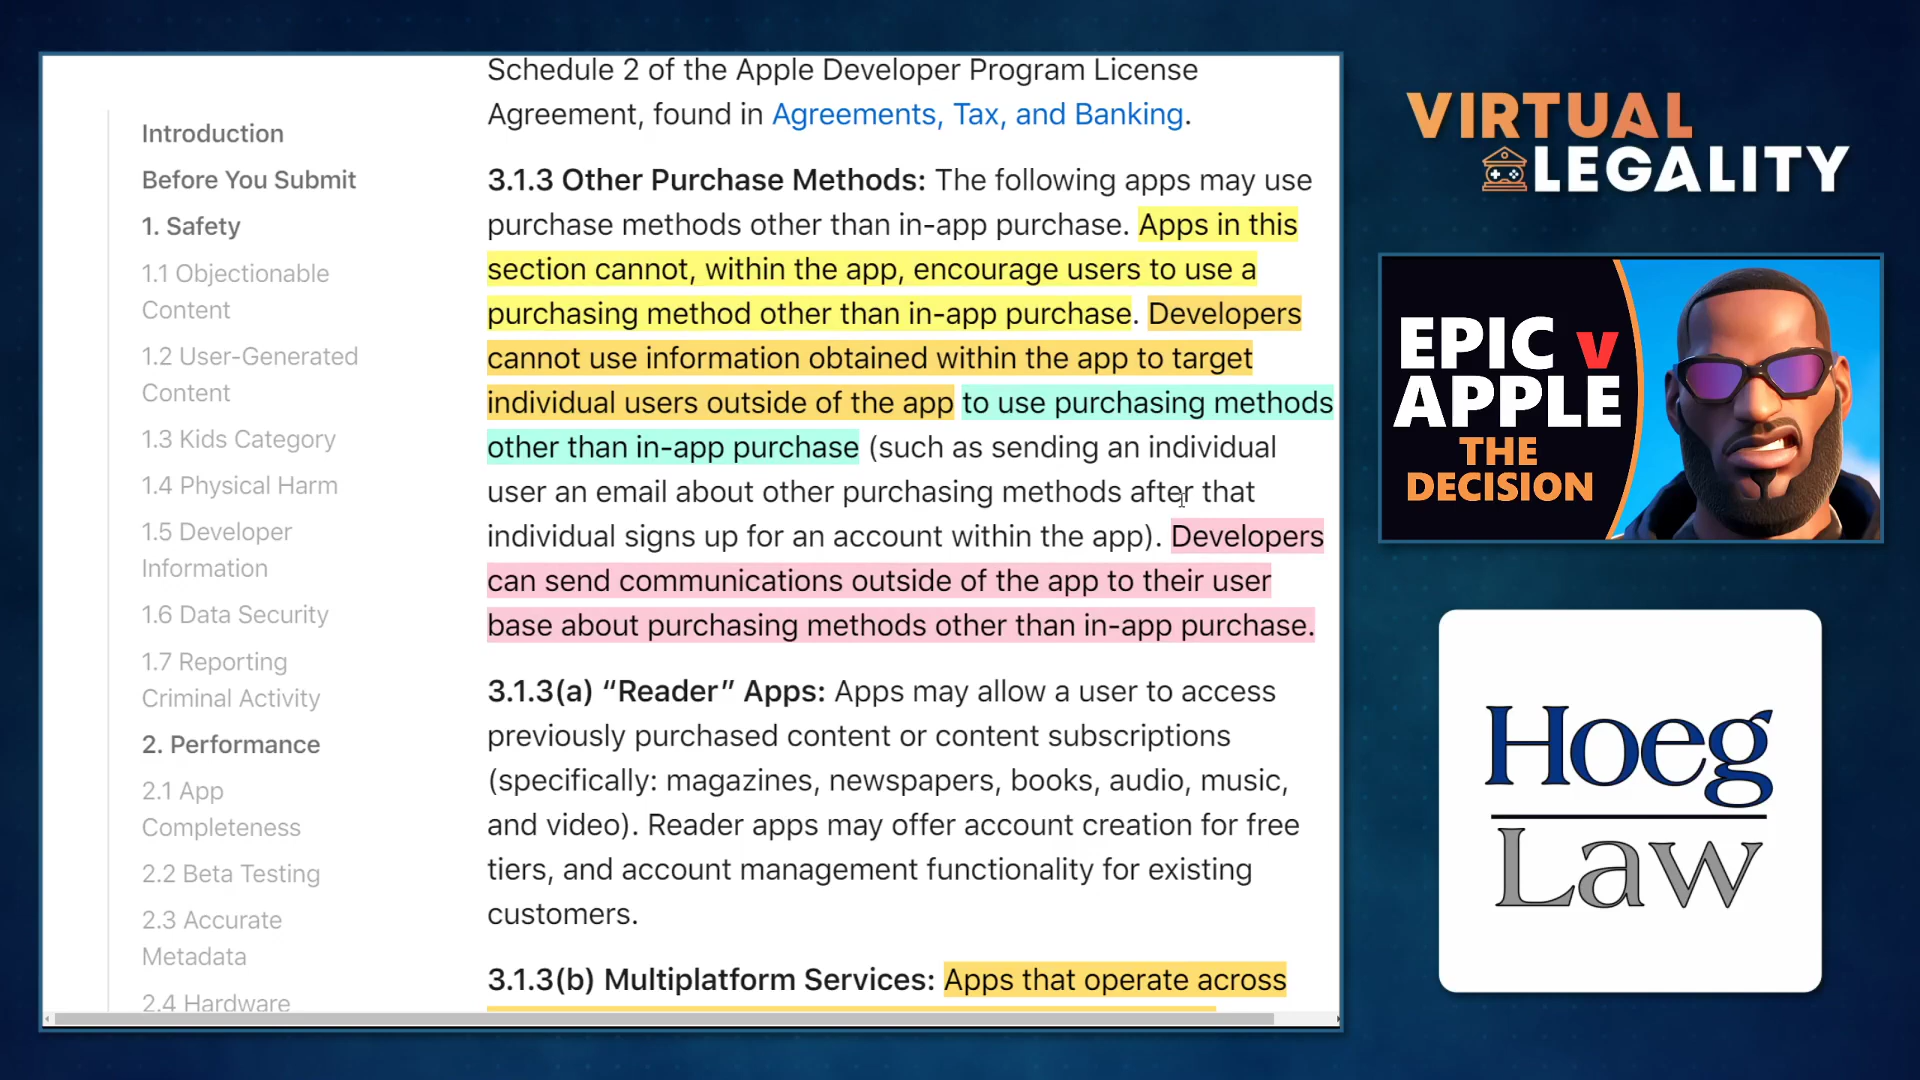 Introduction
Before You Submit
1. Safety
1.1 Objectionable
Content
1.2 User-Generated
Content
1.3 Kids Category
1.4 Physical Harm
1.5 Developer
Information
1.6 Data Security
1.7 Reporting
Criminal Activity
2. Performance
2.1 App
Completeness
2.2 Beta Testing
2.3 Accurate
Metadata
2.4 Hardware
Schedule 2 of the Apple Developer Program License
Agreement, found in Agreements, Tax, and Banking.
3.1.3 Other Purchase Methods: The following apps may use
purchase methods other than in-app purchase. Apps in this
section cannot, within the app, encourage users to use a
purchasing method other than in-app purchase. Developers
cannot use information obtained within the app to target
individual users outside of the app to use purchasing methods
other than in-app purchase (such as sending an individual
user an email about other purchasing methods after that
individual signs up for an account within the app). Developers
can send communications outside of the app to their user
base about purchasing methods other than in-app purchase.
3.1.3(a) “Reader” Apps: Apps may allow a user to access
previously purchased content or content subscriptions
(specifically: magazines, newspapers, books, audio, music,
and video). Reader apps may offer account creation for free
tiers, and account management functionality for existing
customers.
3.1.3(b) Multiplatform Services: Apps that operate across
VIRTUAL
LEGALITY
EPIC v
APPLE
THE
DECISION
Hoeg
Law